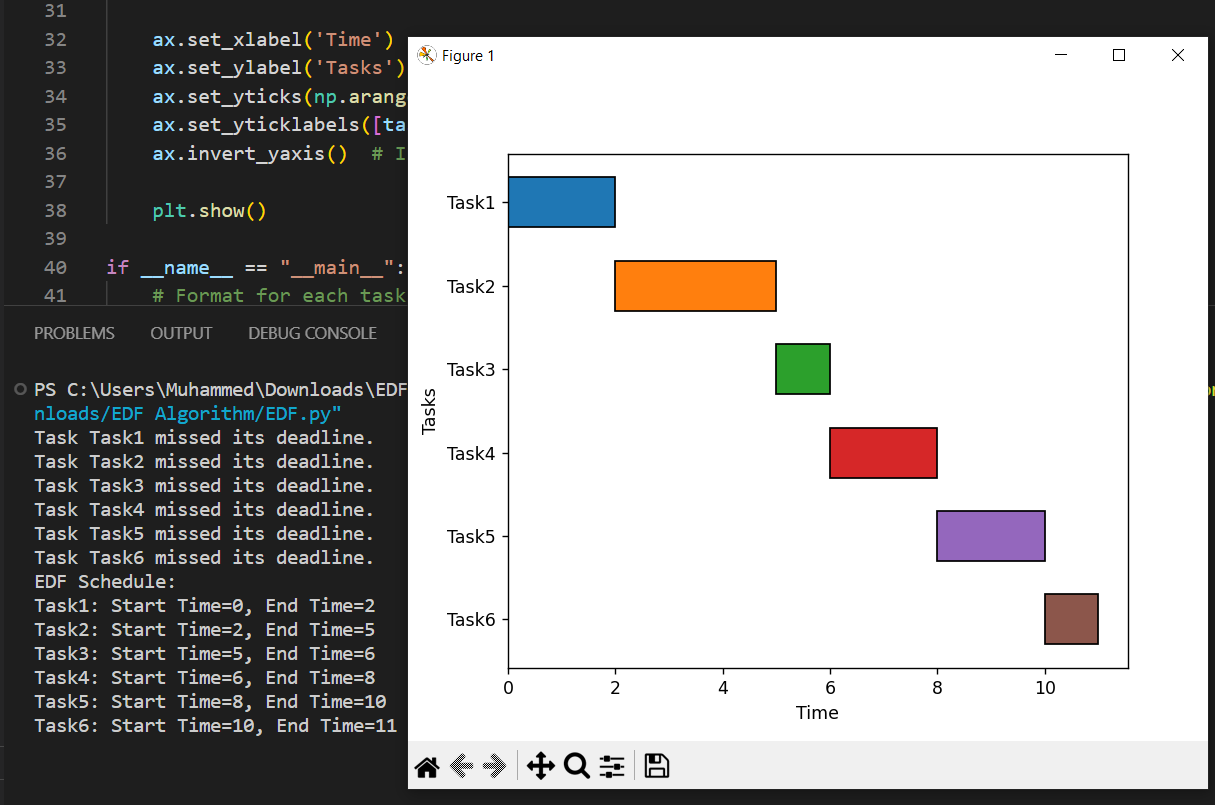 31
32 ax.set_xlabel('Time')
33 ax.set_ylabel('Tasks')
34 ax.set_yticks(np.arang
35 ax.set_yticklabels([ta
36 ax.invert_yaxis()  # I
37
38 plt.show()
39
40 if __name__ == "__main__":
41 # Format for each task
PROBLEMS OUTPUT DEBUG CONSOLE
PS C:\Users\Muhammed\Downloads\EDF
nloads/EDF Algorithm/EDF.py"
Task Task1 missed its deadline.
Task Task2 missed its deadline.
Task Task3 missed its deadline.
Task Task4 missed its deadline.
Task Task5 missed its deadline.
Task Task6 missed its deadline.
EDF Schedule:
Task1: Start Time=0, End Time=2
Task2: Start Time=2, End Time=5
Task3: Start Time=5, End Time=6
Task4: Start Time=6, End Time=8
Task5: Start Time=8, End Time=10
Task6: Start Time=10, End Time=11
Figure 1
Task1
Task2
Task3
Task4
Task5
Task6
Tasks
0 2 4 6 8 10
Time